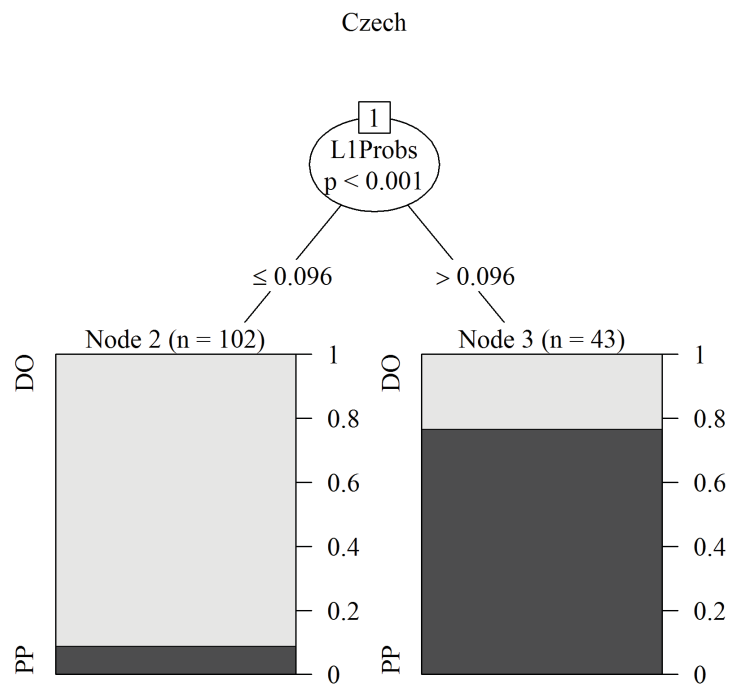 Czech
1
L1Probs
p < 0.001
≤ 0.096
> 0.096
Node 2 (n = 102)
DO
PP
1
0.8
0.6
0.4
0.2
0
Node 3 (n = 43)
DO
PP
1
0.8
0.6
0.4
0.2
0